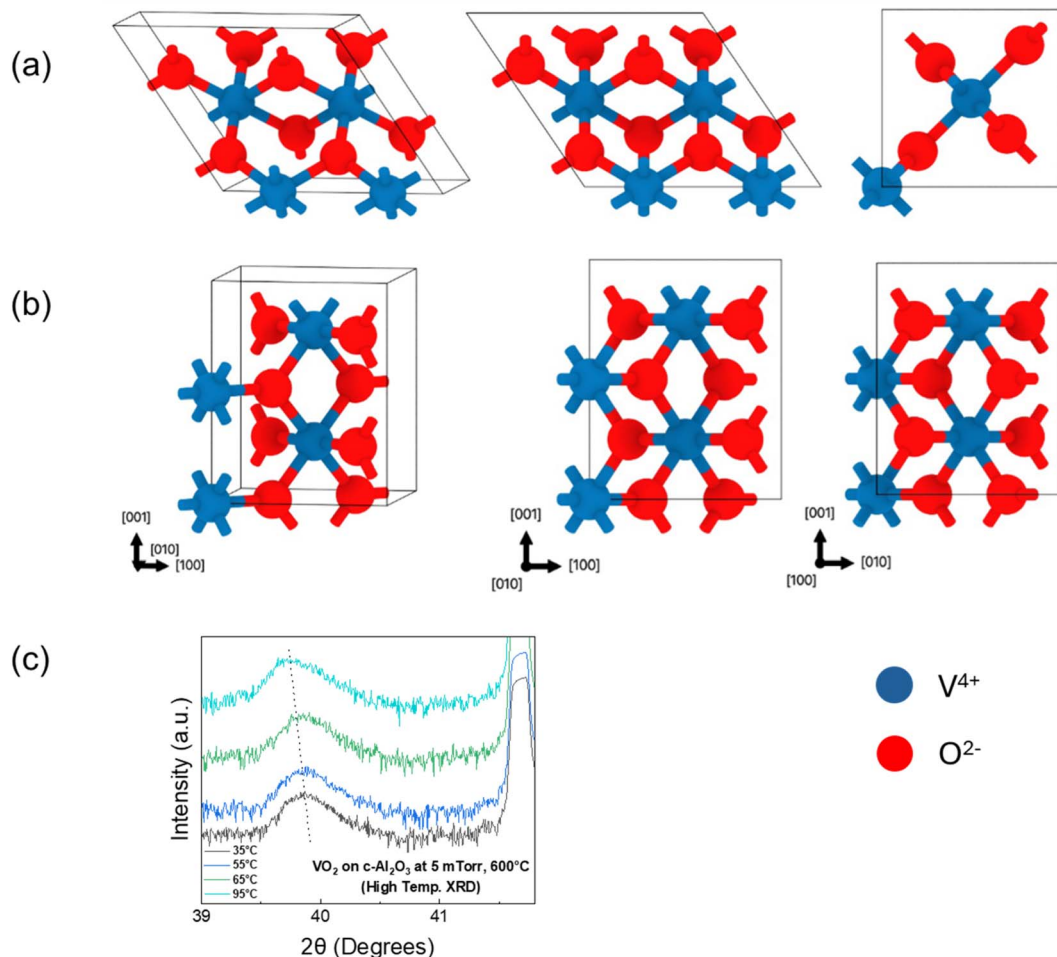 (a)
(b)
[001]
[010]
[100]
[001]
[100]
[010]
[001]
[010]
[100]
(c)
Intensity (a.u.)
35°C
55°C
65°C
95°C
VO₂ on c-Al₂O₃ at 5 mTorr, 600°C
(High Temp. XRD)
39
40
41
2θ (Degrees)
V⁴⁺
O²⁻